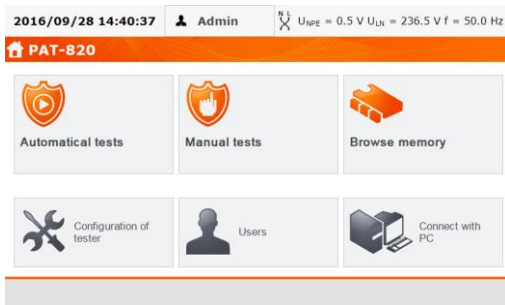 2016/09/28 14:40:37 Admin N L UNPE = 0.5 V ULN = 236.5 V f = 50.0 Hz
PAT-820
Automatical tests Manual tests Browse memory
Configuration of Users Connect with
tester PC